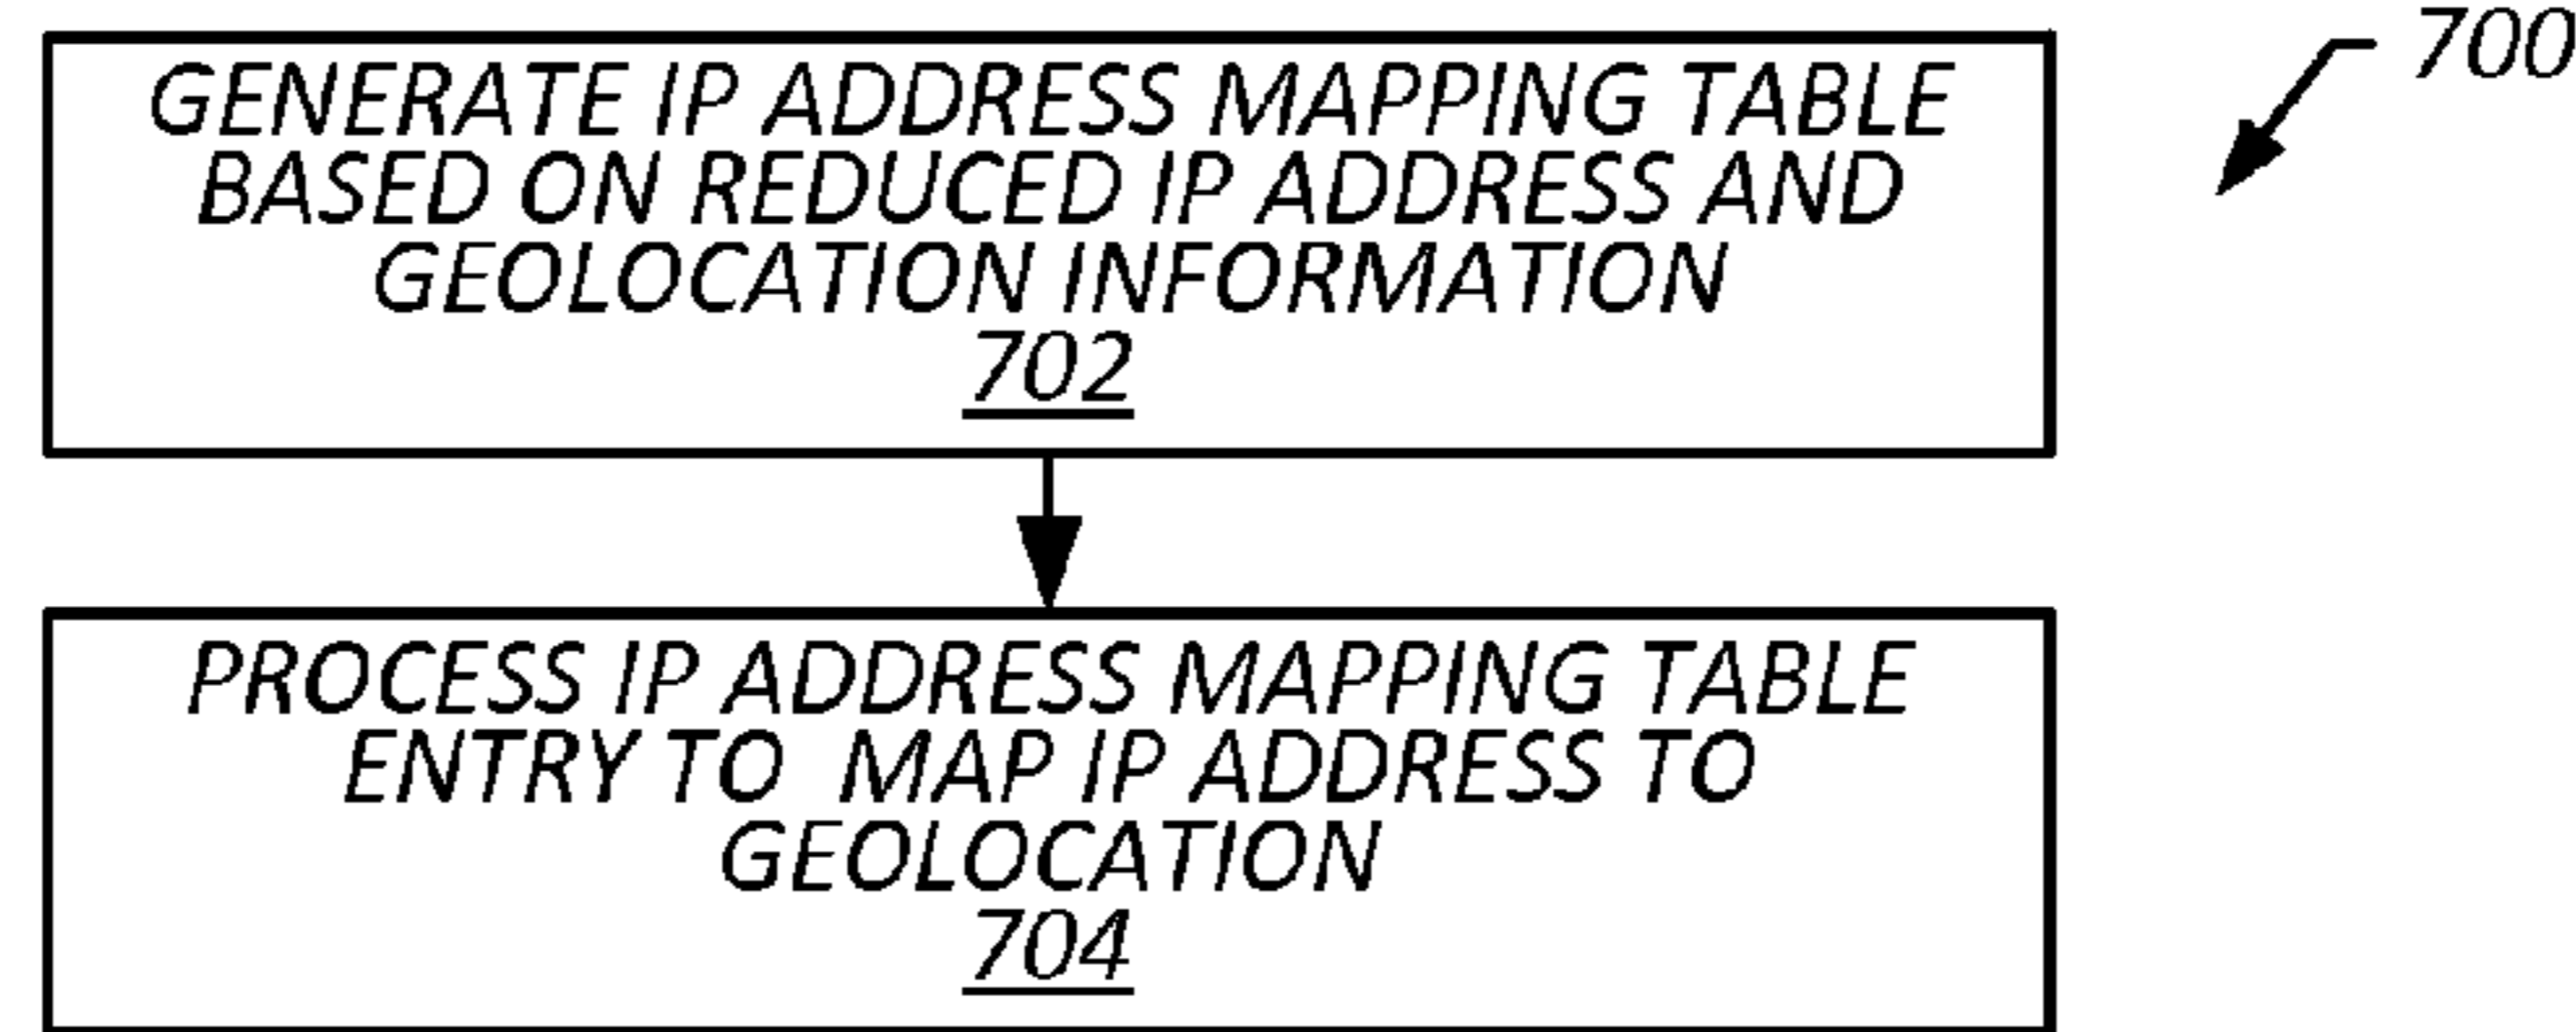 700
GENERATE IP ADDRESS MAPPING TABLE
BASED ON REDUCED IP ADDRESS AND
GEOLOCATION INFORMATION
702
PROCESS IP ADDRESS MAPPING TABLE
ENTRY TO  MAP IP ADDRESS TO
GEOLOCATION
704